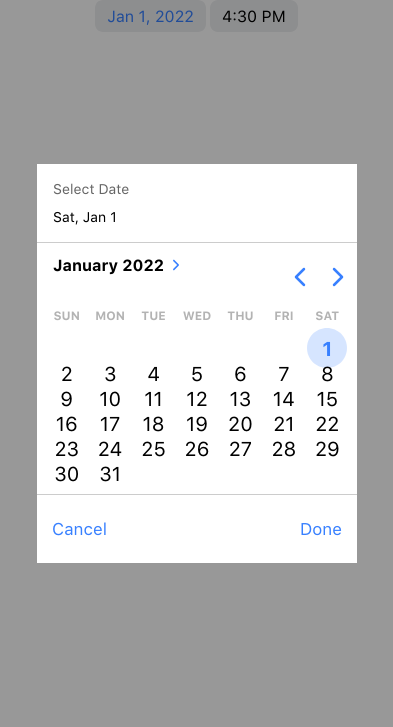 Jan 1, 2022 4:30 PM
Select Date
Sat, Jan 1
January 2022
SUN MON TUE WED THU FRI SAT
1
2 3 4 5 6 7 8
9 10 11 12 13 14 15
16 17 18 19 20 21 22
23 24 25 26 27 28 29
30 31
Cancel Done